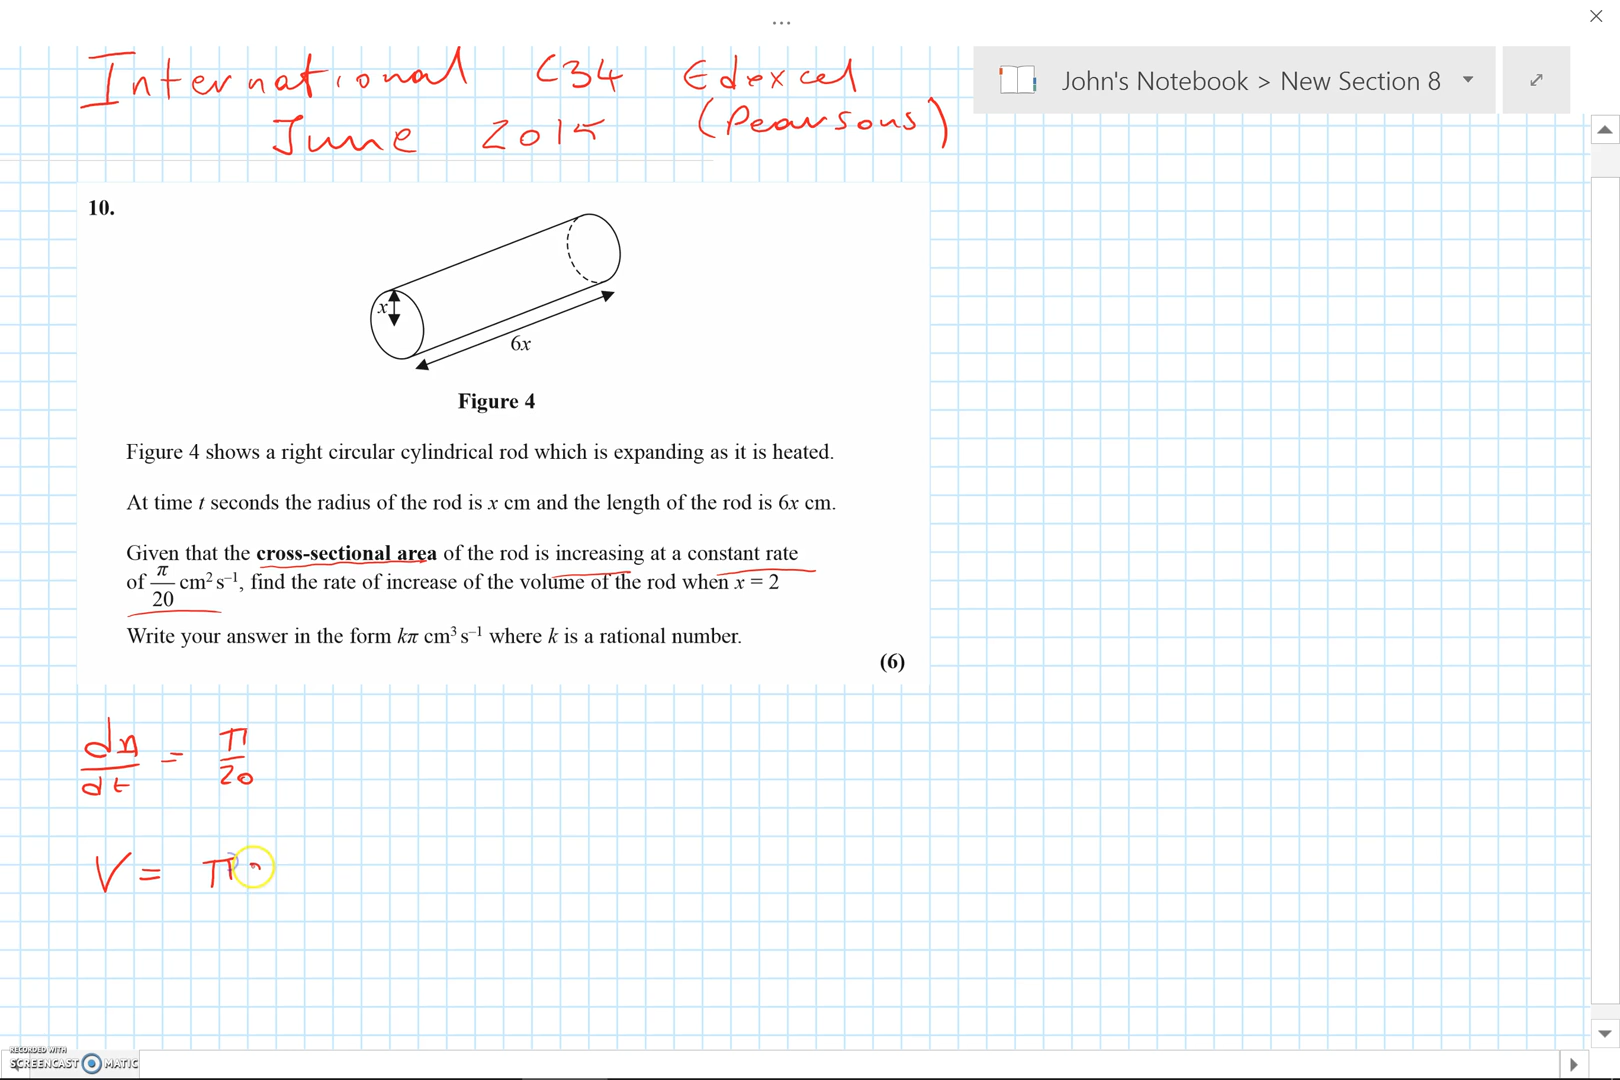 ...
International C34 Edexcel
(Pearsons)
June 2015
John's Notebook > New Section 8
10.
x
6x
Figure 4
Figure 4 shows a right circular cylindrical rod which is expanding as it is heated.
At time t seconds the radius of the rod is x cm and the length of the rod is 6x cm.
Given that the cross-sectional area of the rod is increasing at a constant rate
of π/20 cm² s⁻¹, find the rate of increase of the volume of the rod when x = 2
Write your answer in the form kπ cm³ s⁻¹ where k is a rational number.
(6)
dA/dt = π/20
V = π
RECORDED WITH
SCREENCAST MATIC